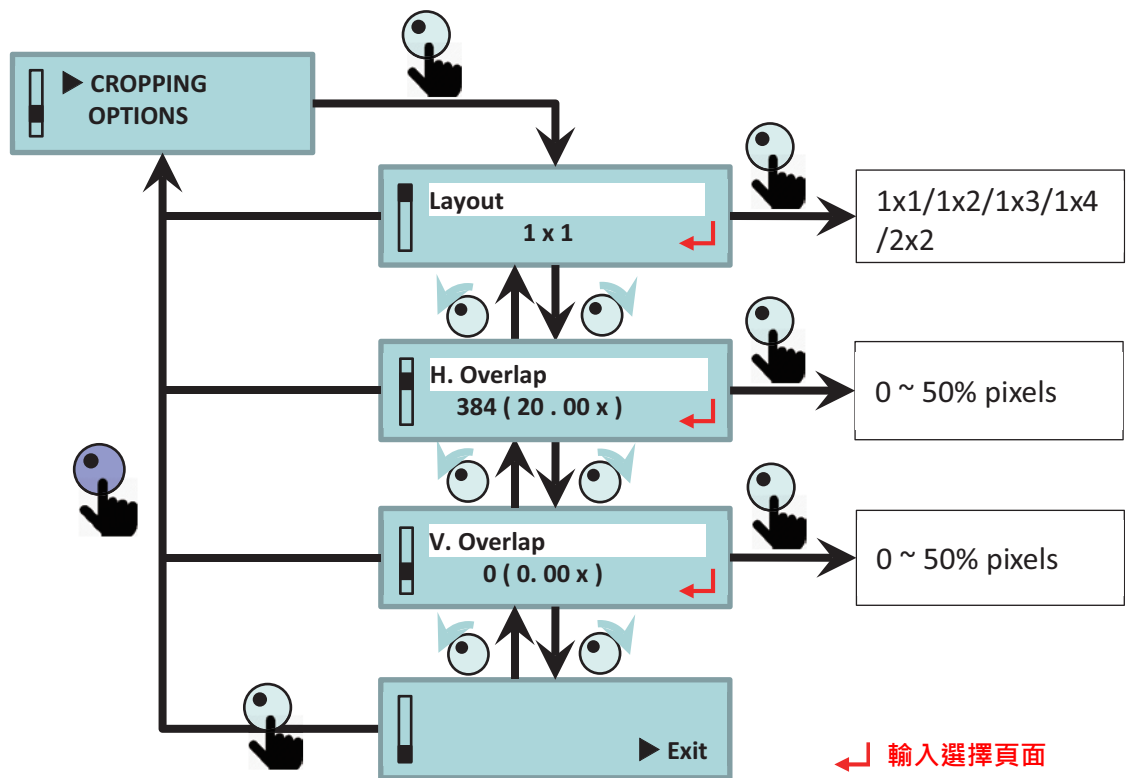 ▶ CROPPING
OPTIONS
Layout
1 x 1
1x1/1x2/1x3/1x4
/2x2
H. Overlap
384 ( 20 . 00 x )
0 ~ 50% pixels
V. Overlap
0 ( 0. 00 x )
0 ~ 50% pixels
▶ Exit
輸入選擇頁面